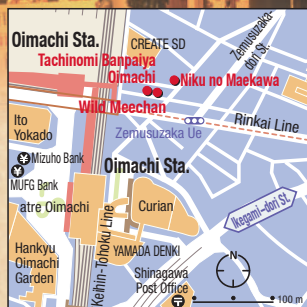 Oimachi Sta.
CREATE SD
Zemusuzaka-
dori St.
Tachinomi Banpaiya
Oimachi
Niku no Maekawa
Wild Meechan
Rinkai Line
Ito
Yokado
Zemusuzaka Ue
¥ Mizuho Bank
¥
MUFG Bank
Oimachi Sta.
atre Oimachi
Curian
Ikegami-dori St.
Keihin-Tohoku Line
Hankyu
Oimachi
Garden
YAMADA DENKI
Shinagawa
Post Office
〒
N
100 m